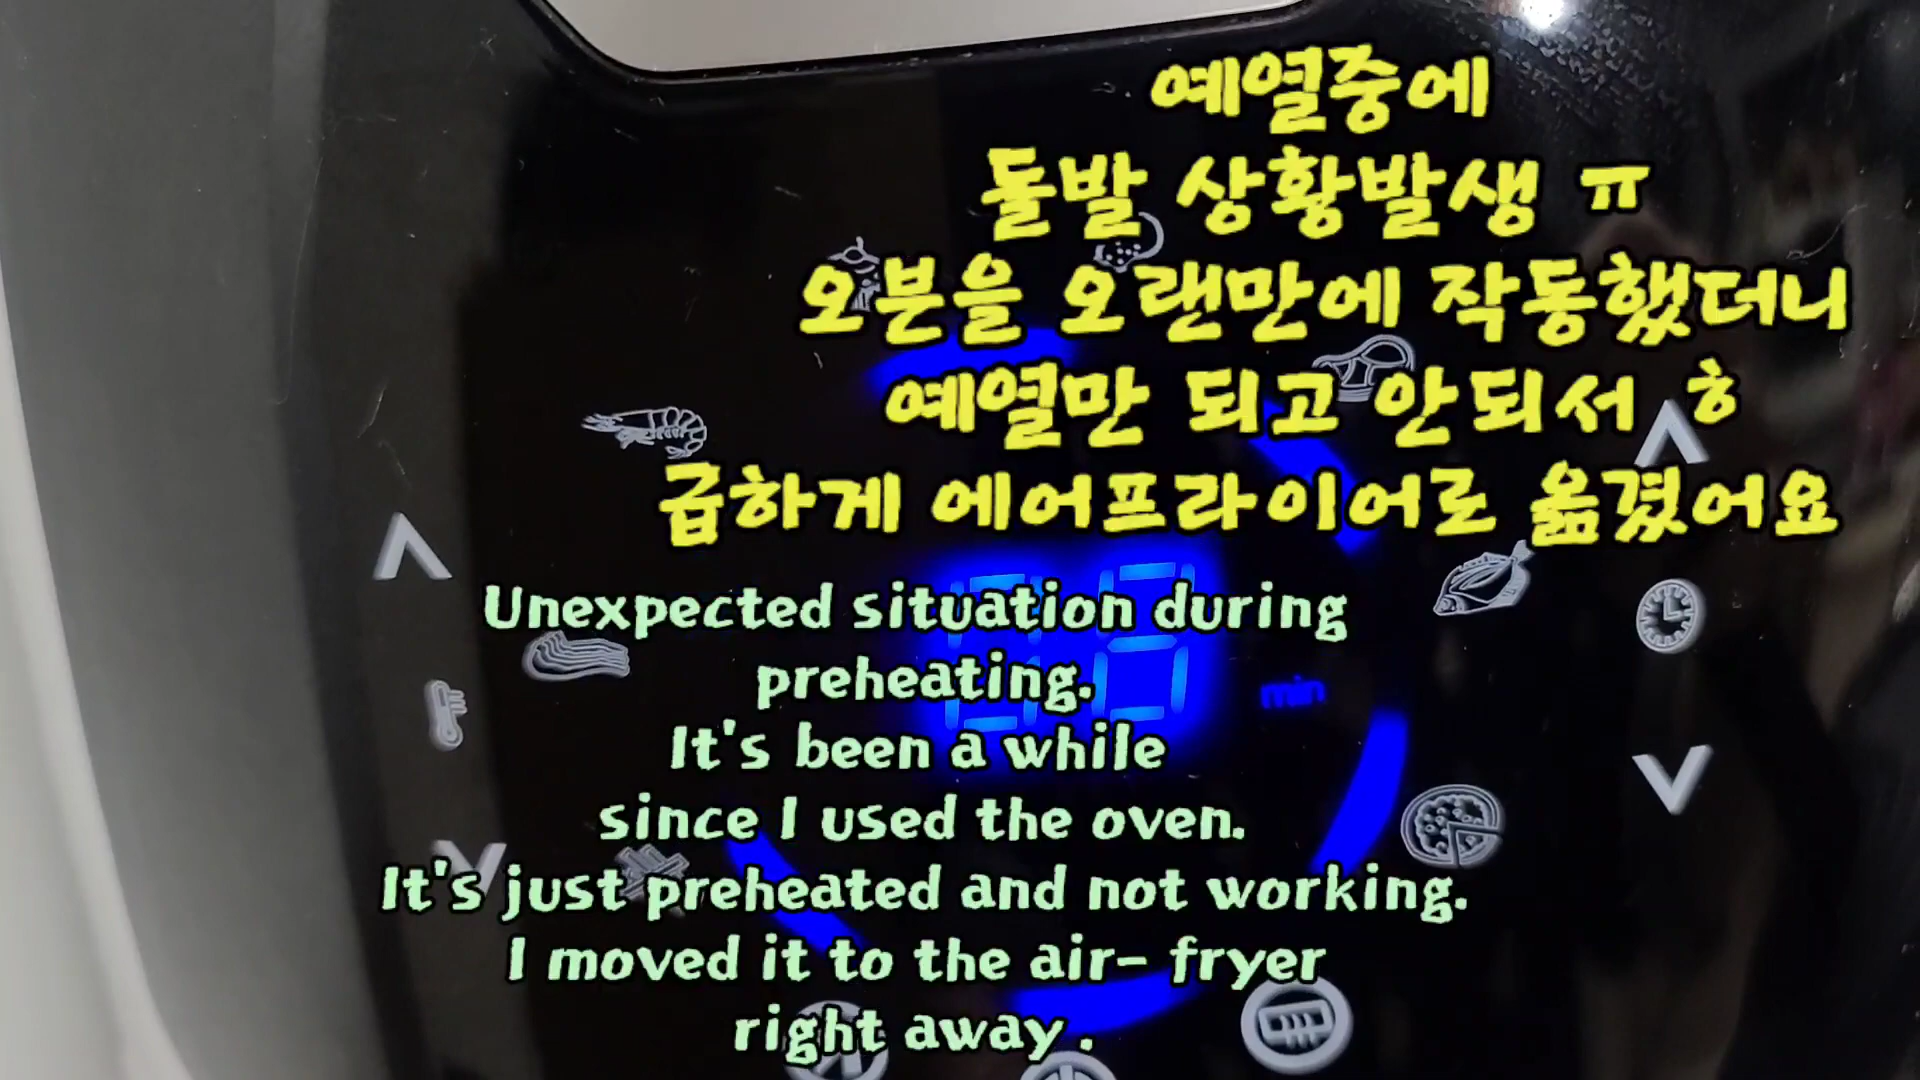 예열중에
돌발 상황발생 ㅠ
오븐을 오랜만에 작동했더니
예열만 되고 안되서 ㅎ
급하게 에어프라이어로 옮겼어요
Unexpected situation during
preheating.
It's been a while
since I used the oven.
It's just preheated and not working.
I moved it to the air- fryer
right away .
min